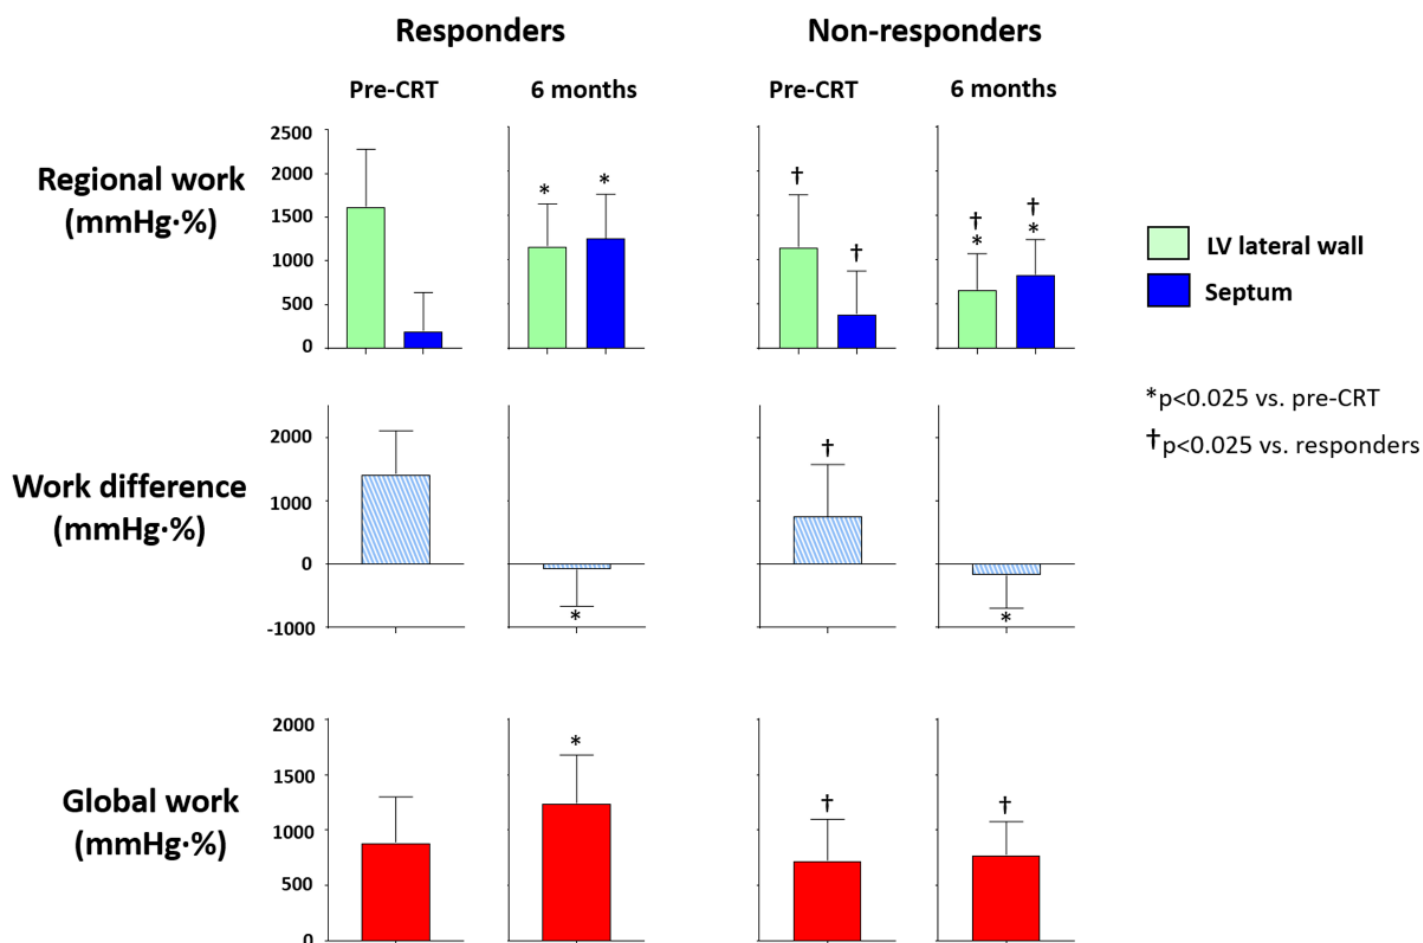 Responders
Non-responders
Pre-CRT
6 months
Pre-CRT
6 months
Regional work
(mmHg·%)
2500
2000
1500
1000
500
0
*
*
†
†
†
*
†
*
LV lateral wall
Septum
*p<0.025 vs. pre-CRT
†p<0.025 vs. responders
Work difference
(mmHg·%)
2000
1000
0
-1000
*
†
*
Global work
(mmHg·%)
2000
1500
1000
500
0
*
†
†